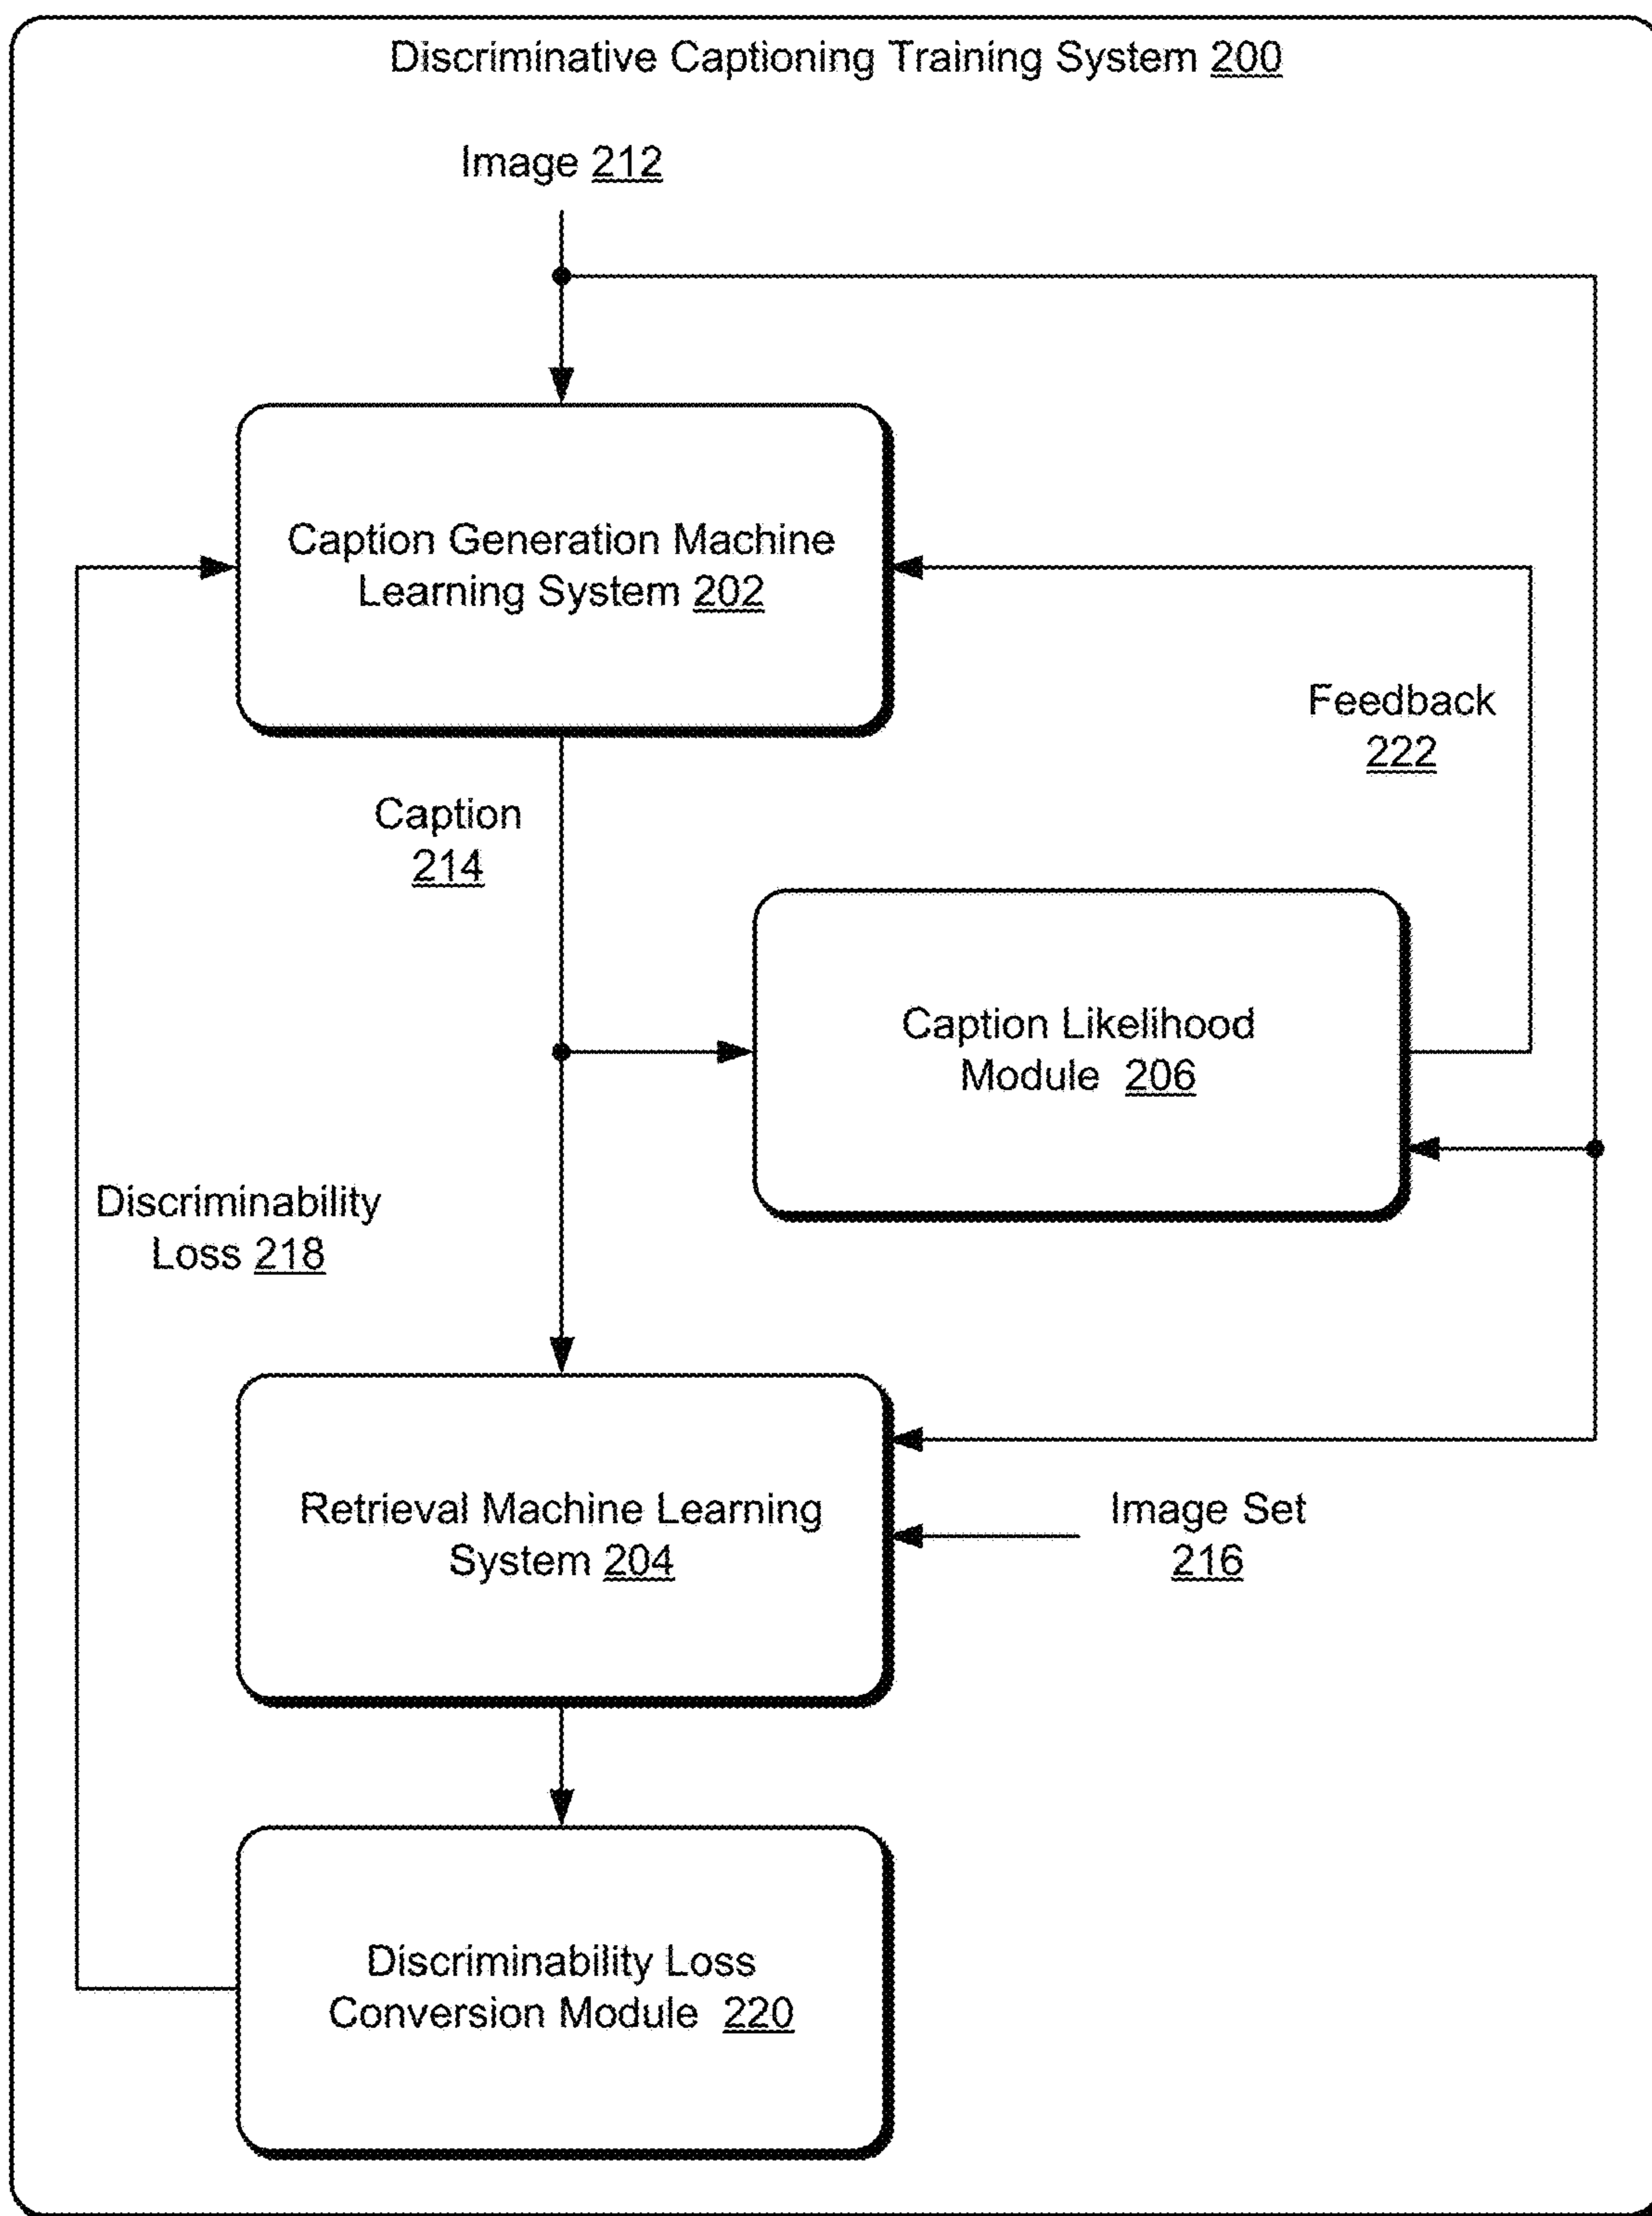 Discriminative Captioning Training System 200
Image 212
Caption Generation Machine
Learning System 202
Feedback
222
Caption
214
Caption Likelihood
Module 206
Discriminability
Loss 218
Retrieval Machine Learning
System 204
Image Set
216
Discriminability Loss
Conversion Module 220